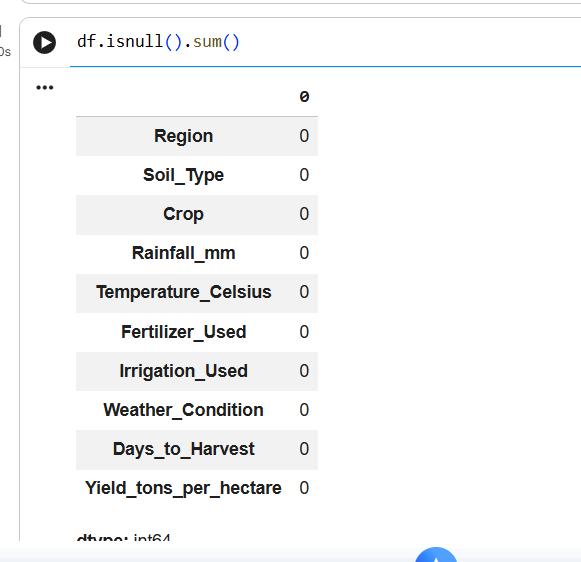 0s
df.isnull().sum()
0
Region 0
Soil_Type 0
Crop 0
Rainfall_mm 0
Temperature_Celsius 0
Fertilizer_Used 0
Irrigation_Used 0
Weather_Condition 0
Days_to_Harvest 0
Yield_tons_per_hectare 0
dtype: int64